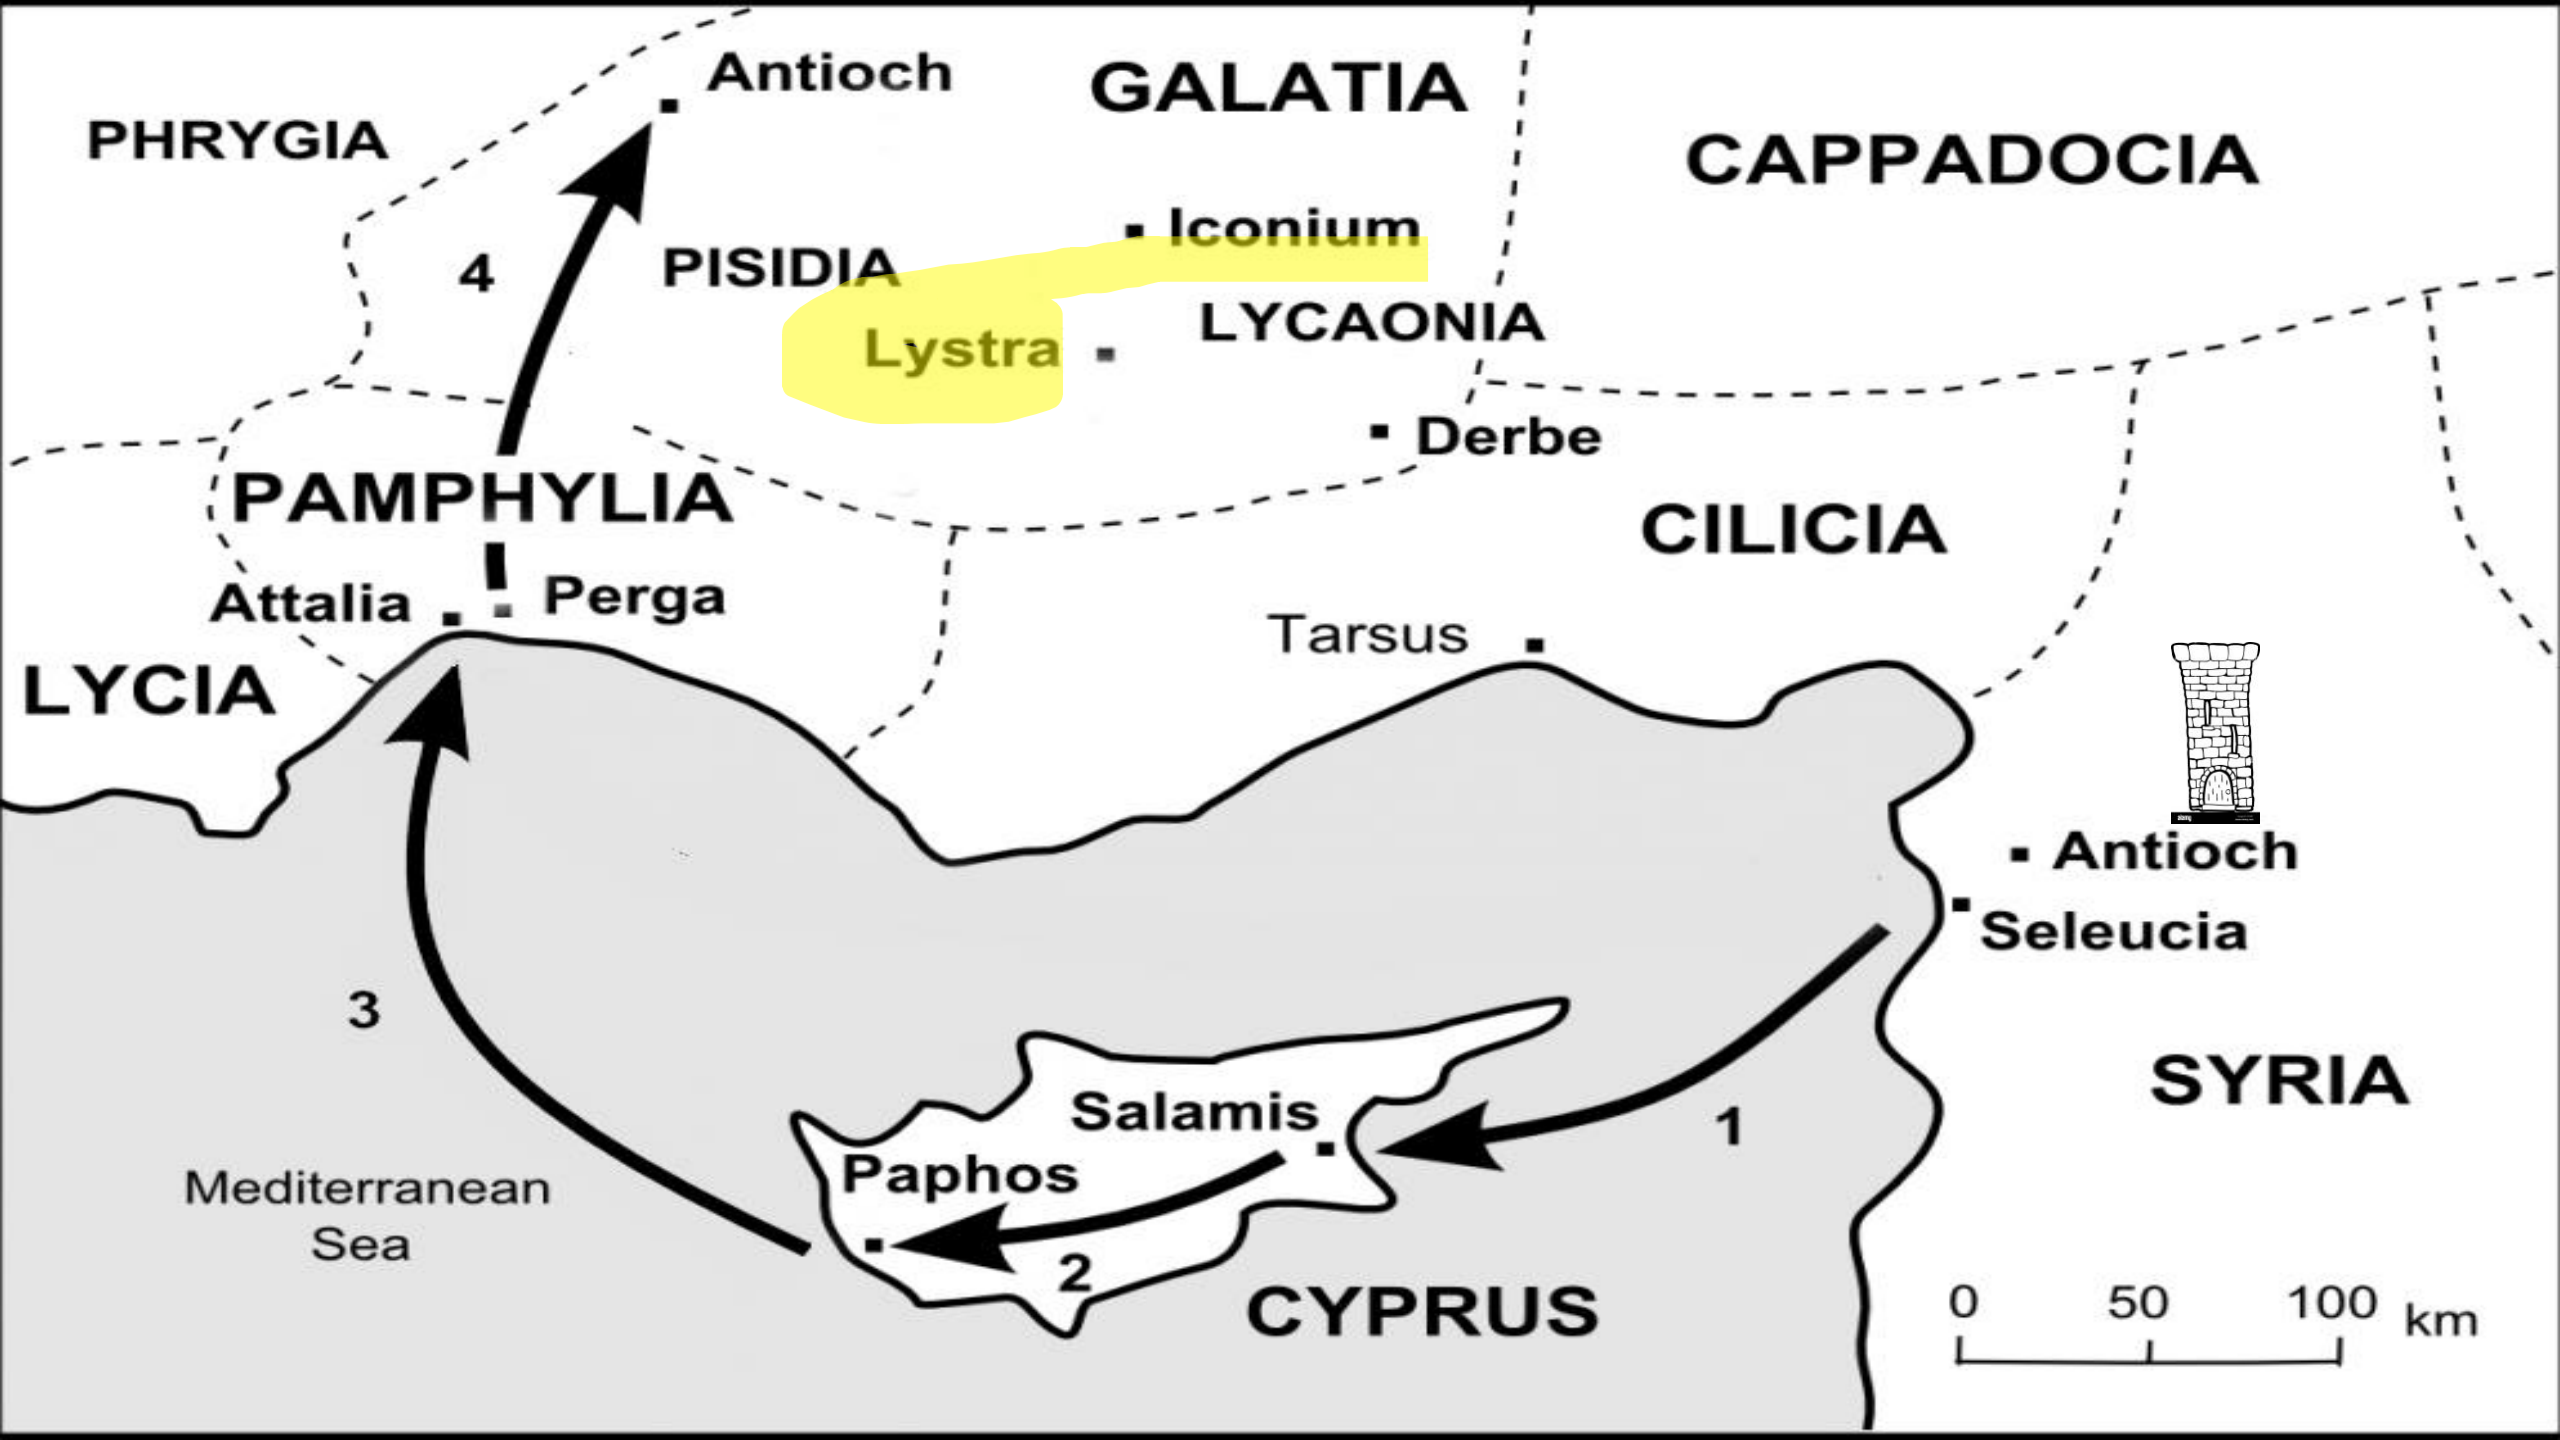 Antioch
GALATIA
PHRYGIA
CAPPADOCIA
Iconium
4
PISIDIA
LYCAONIA
Lystra
Derbe
PAMPHYLIA
CILICIA
Attalia
Perga
Tarsus
LYCIA
Antioch
Seleucia
3
SYRIA
Salamis
1
Paphos
Mediterranean
Sea
2
CYPRUS
0 50 100 km